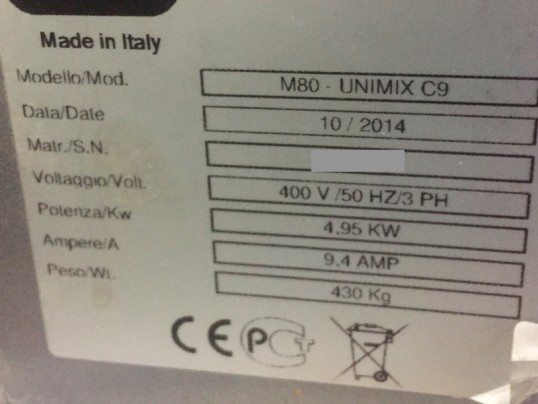 Made in Italy
Modello/Mod. M80 - UNIMIX C9
Data/Date 10 / 2014
Matr./S.N.
Voltaggio/Volt. 400 V /50 HZ/3 PH
Potenza/Kw 4,95 KW
Ampere/A 9,4 AMP
Peso/Wt. 430 Kg
CE PCT